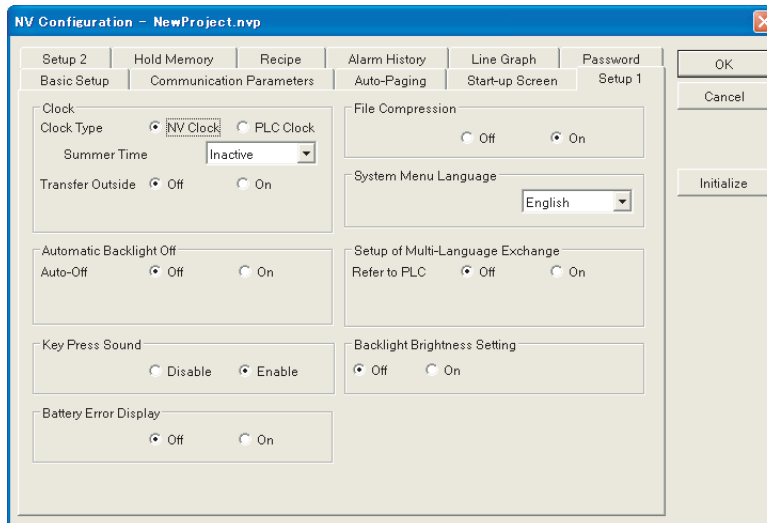 NV Configuration - NewProject.nvp
Setup 2 Hold Memory Recipe Alarm History Line Graph Password
Basic Setup Communication Parameters Auto-Paging Start-up Screen Setup 1
OK
Cancel
Initialize
Clock
Clock Type NV Clock PLC Clock
Summer Time Inactive
Transfer Outside Off On
File Compression
Off On
System Menu Language
English
Automatic Backlight Off
Auto-Off Off On
Setup of Multi-Language Exchange
Refer to PLC Off On
Key Press Sound
Disable Enable
Backlight Brightness Setting
Off On
Battery Error Display
Off On